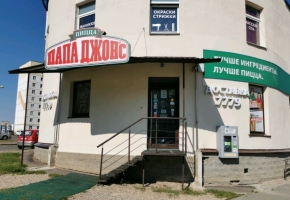 ОКРАСКИ
СТРИЖКИ
ПИЦЦА
ПАПА ДЖОНС
ЛУЧШЕ ИНГРЕДИЕНТЫ
ЛУЧШЕ ПИЦЦА.
ДОСТАВКА
7779